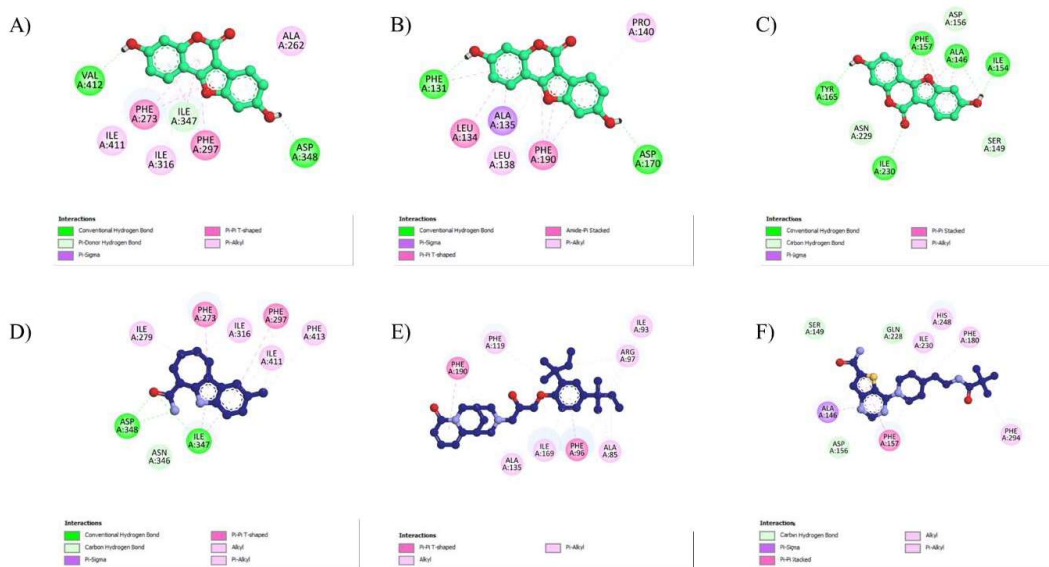 A)
ALA
A:262
VAL
A:412
PHE
A:273
ILE
A:347
ILE
A:411
ILE
A:316
PHE
A:297
ASP
A:348
Interactions
Conventional Hydrogen Bond
Pi-Donor Hydrogen Bond
Pi-Sigma
Pi-Pi T-shaped
Pi-Alkyl
B)
PRO
A:140
PHE
A:131
LEU
A:134
ALA
A:135
LEU
A:138
PHE
A:190
ASP
A:170
Interactions
Conventional Hydrogen Bond
Pi-Sigma
Pi-Pi T-shaped
Amide-Pi Stacked
Pi-Alkyl
C)
ASP
A:156
PHE
A:157
ALA
A:146
ILE
A:154
TYR
A:165
ASN
A:229
SER
A:149
ILE
A:230
Interactions
Conventional Hydrogen Bond
Carbon Hydrogen Bond
Pi-Sigma
Pi-Pi Stacked
Pi-Alkyl
D)
ILE
A:279
PHE
A:273
ILE
A:316
PHE
A:297
PHE
A:413
ILE
A:411
ASP
A:348
ASN
A:346
ILE
A:347
Interactions
Conventional Hydrogen Bond
Carbon Hydrogen Bond
Pi-Sigma
Pi-Pi T-shaped
Alkyl
Pi-Alkyl
E)
ILE
A:93
PHE
A:119
ARG
A:97
PHE
A:190
ALA
A:135
ILE
A:169
PHE
A:96
ALA
A:85
Interactions
Pi-Pi T-shaped
Alkyl
Pi-Alkyl
F)
SER
A:149
GLN
A:228
HIS
A:248
ILE
A:230
PHE
A:180
ALA
A:146
ASP
A:156
PHE
A:157
PHE
A:294
Interactions
Carbon Hydrogen Bond
Pi-Sigma
Pi-Pi Stacked
Alkyl
Pi-Alkyl